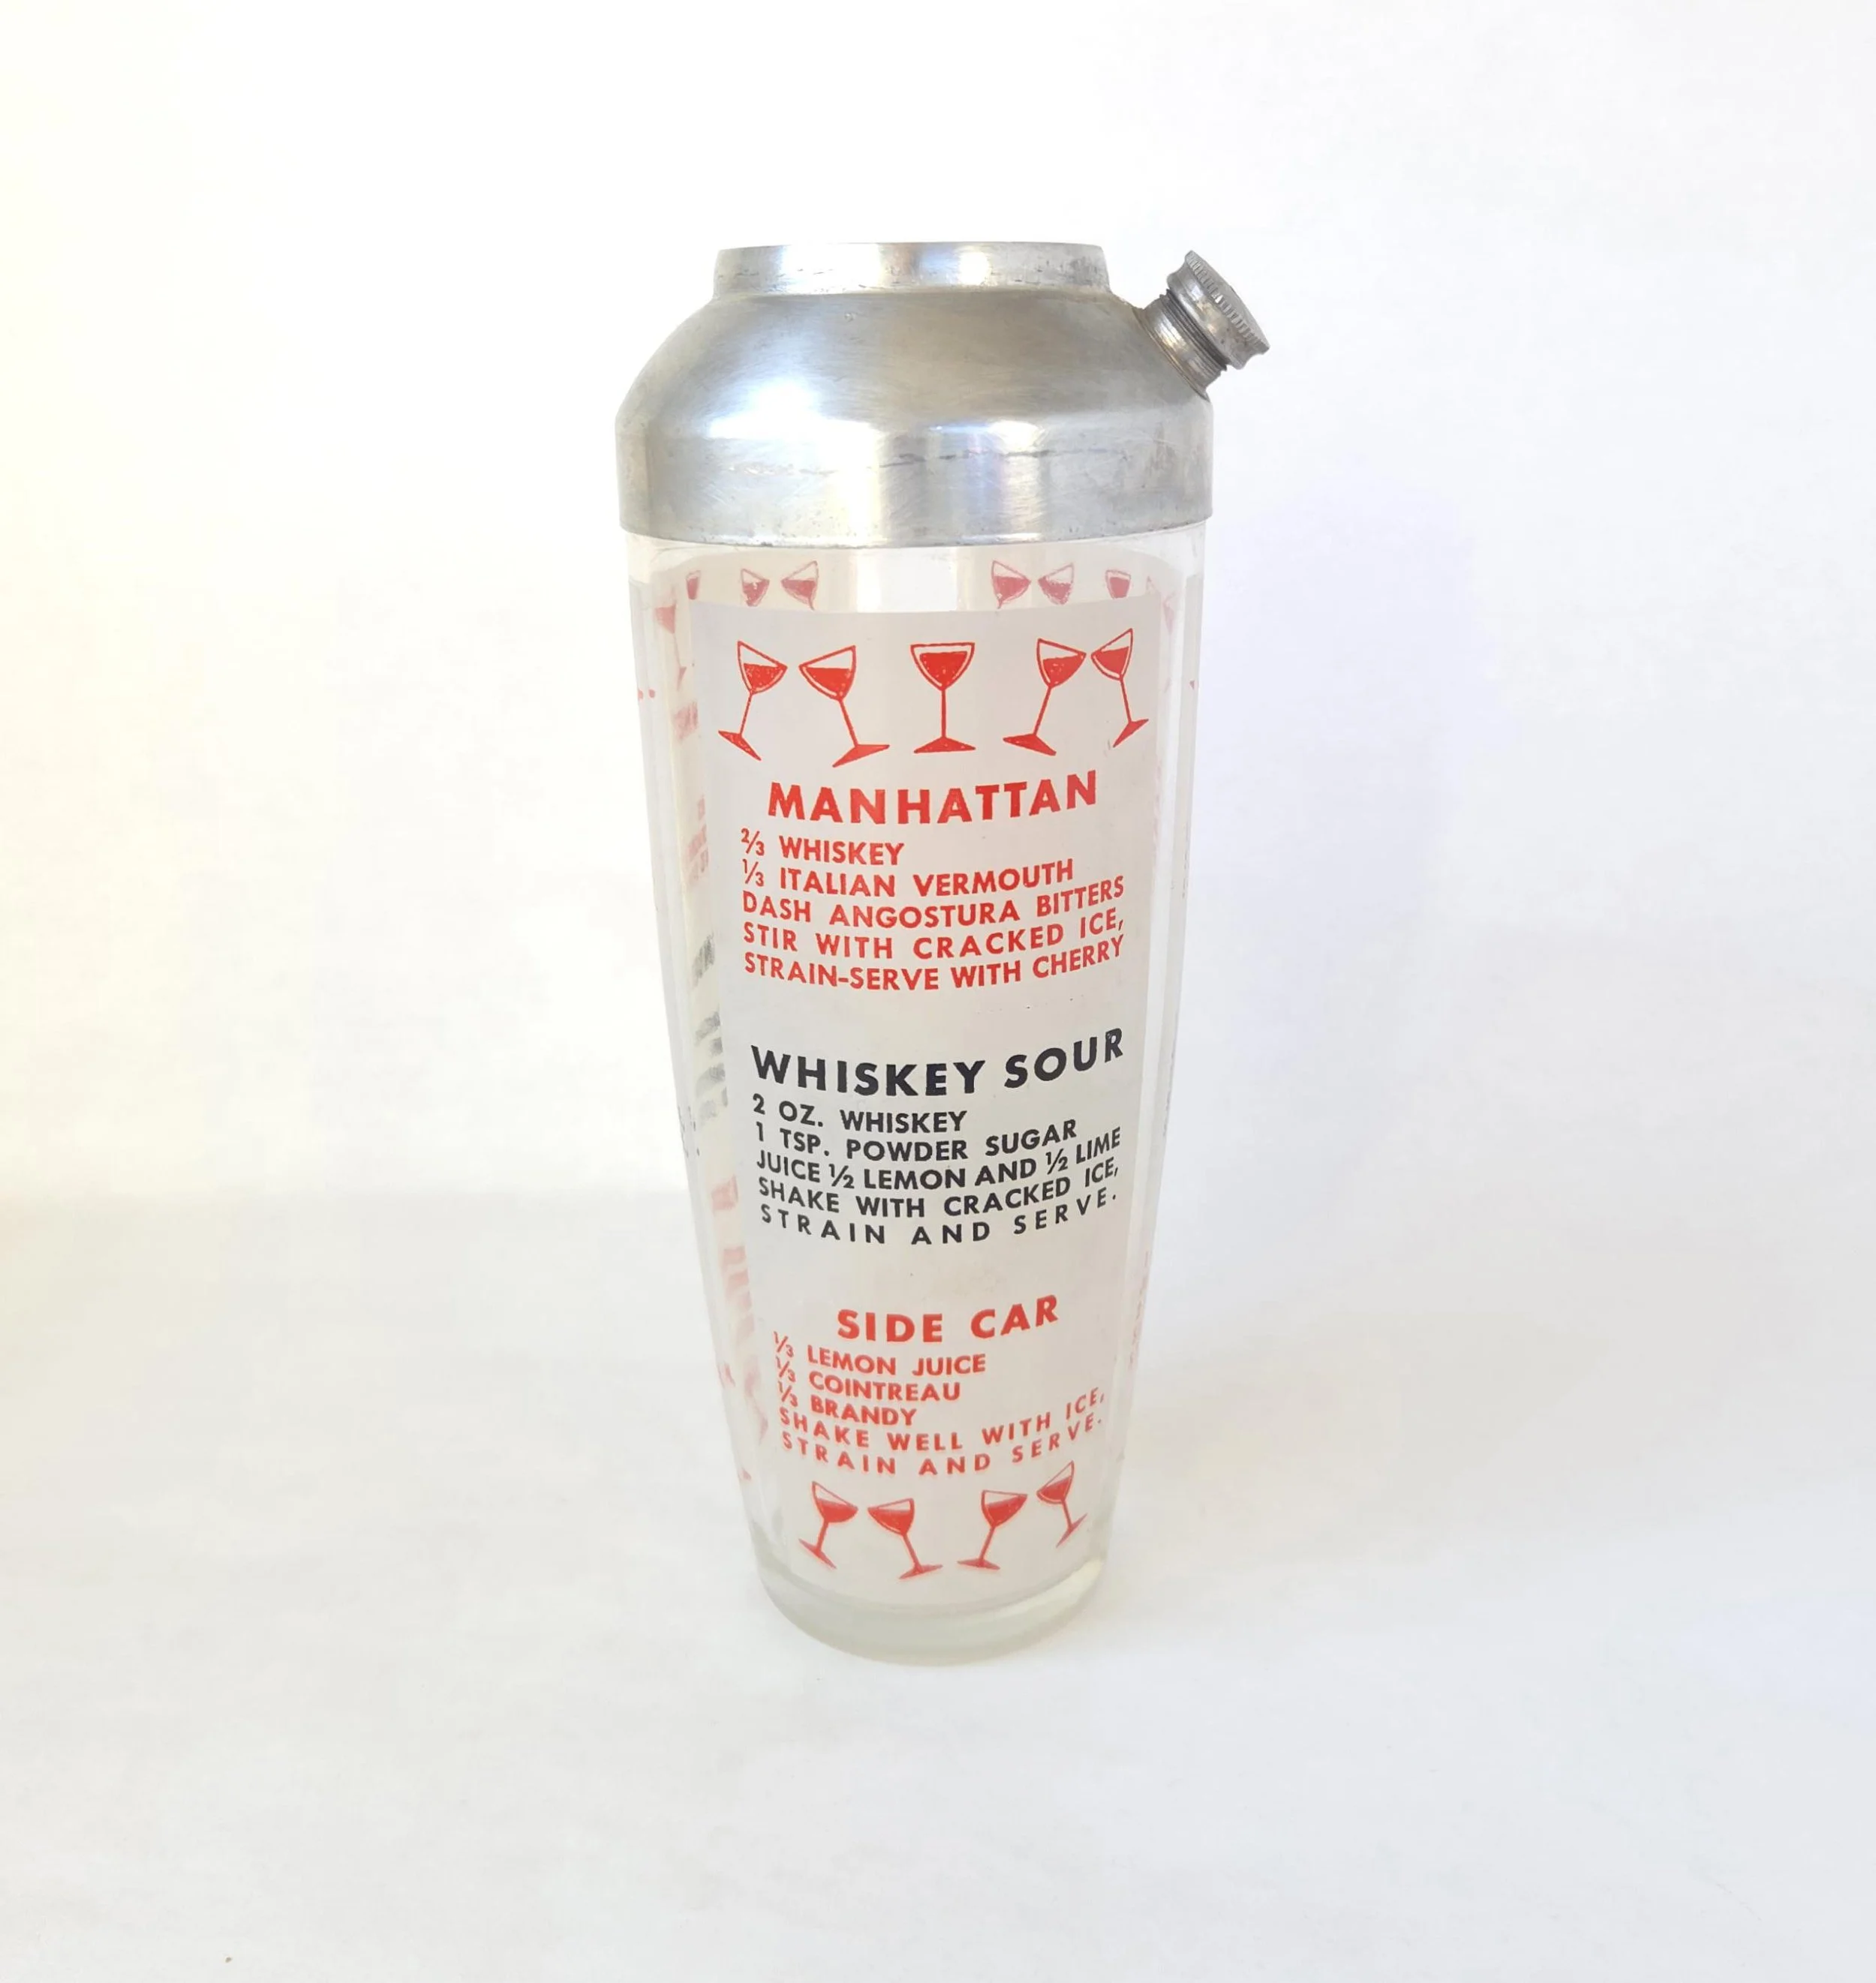 MANHATTAN
⅔ WHISKEY
⅓ ITALIAN VERMOUTH
DASH ANGOSTURA BITTERS
STIR WITH CRACKED ICE,
STRAIN-SERVE WITH CHERRY
WHISKEY SOUR
2 OZ. WHISKEY
1 TSP. POWDER SUGAR
JUICE ½ LEMON AND ½ LIME
SHAKE WITH CRACKED ICE,
STRAIN AND SERVE.
SIDE CAR
⅓ LEMON JUICE
⅓ COINTREAU
⅓ BRANDY
SHAKE WELL WITH ICE,
STRAIN AND SERVE.